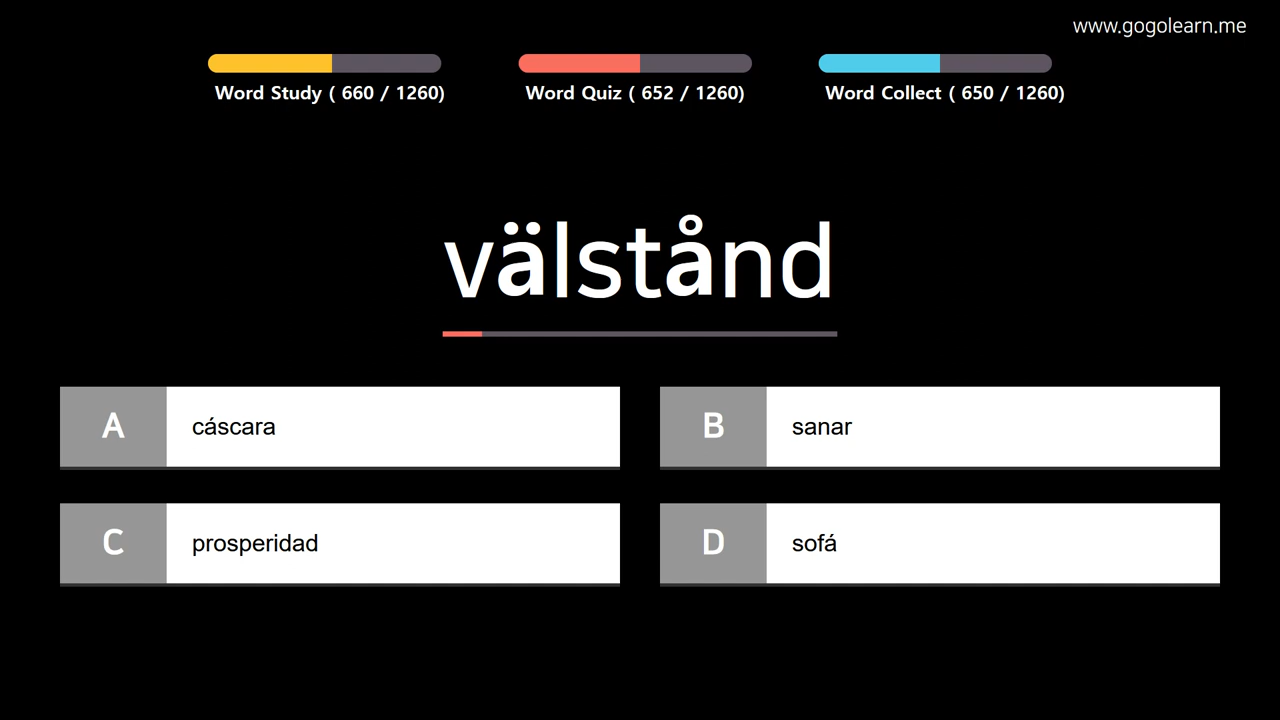 www.gogolearn.me
Word Study ( 660 / 1260)
Word Quiz ( 652 / 1260)
Word Collect ( 650 / 1260)
välstånd
A cáscara
B sanar
C prosperidad
D sofá